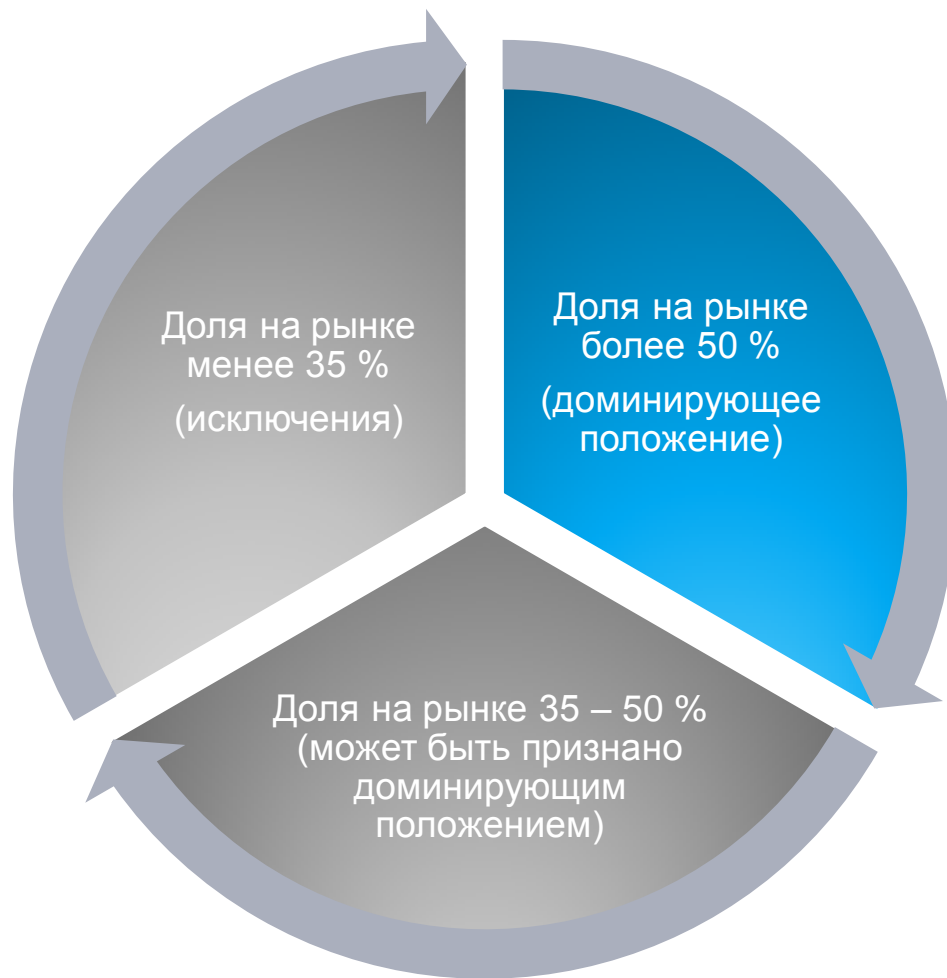 Доля на рынке
менее 35 %
(исключения)
Доля на рынке
более 50 %
(доминирующее
положение)
Доля на рынке 35 – 50 %
(может быть признано
доминирующим
положением)